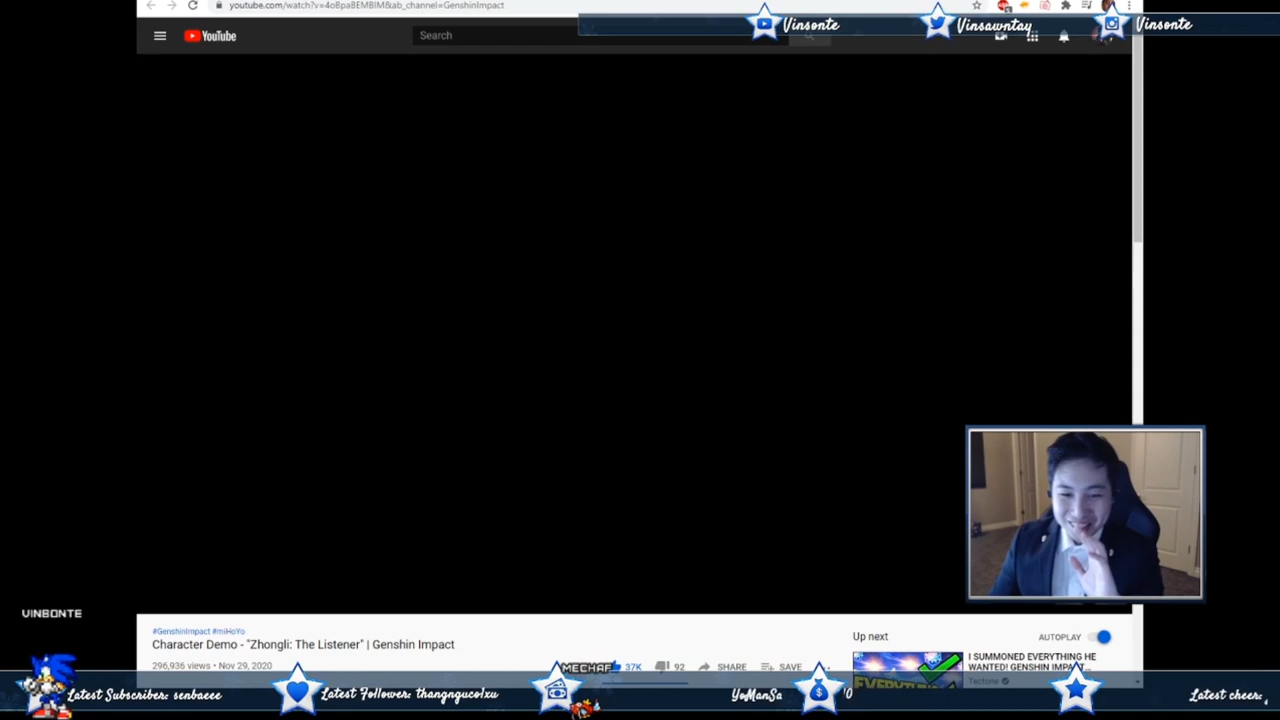 youtube.com/watch?v=4oBpaBEMBIM&ab_channel=GenshinImpact
Vinsonte
Vinsawntay
Vinsonte
YouTube
Search
VINSONTE
#GenshinImpact #miHoYo
Character Demo - "Zhongli: The Listener" | Genshin Impact
296,936 views • Nov 29, 2020
37K
92
SHARE
SAVE
Up next
AUTOPLAY
I SUMMONED EVERYTHING HE
WANTED! GENSHIN IMPACT...
Tectone
Latest Subscriber: senbaeee
Latest Follower: thangnguco1xu
YoManSa
Latest cheer: